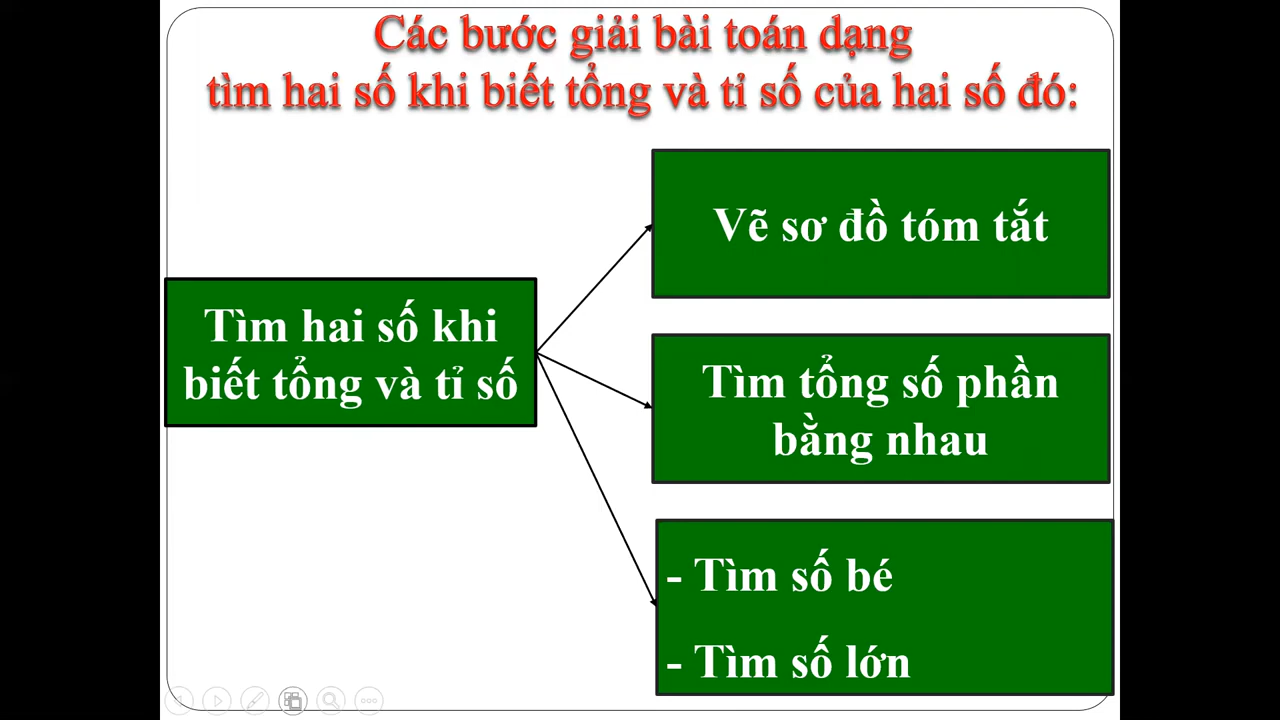 Các bước giải bài toán dạng
tìm hai số khi biết tổng và tỉ số của hai số đó:
Tìm hai số khi
biết tổng và tỉ số
Vẽ sơ đồ tóm tắt
Tìm tổng số phần
bằng nhau
- Tìm số bé
- Tìm số lớn